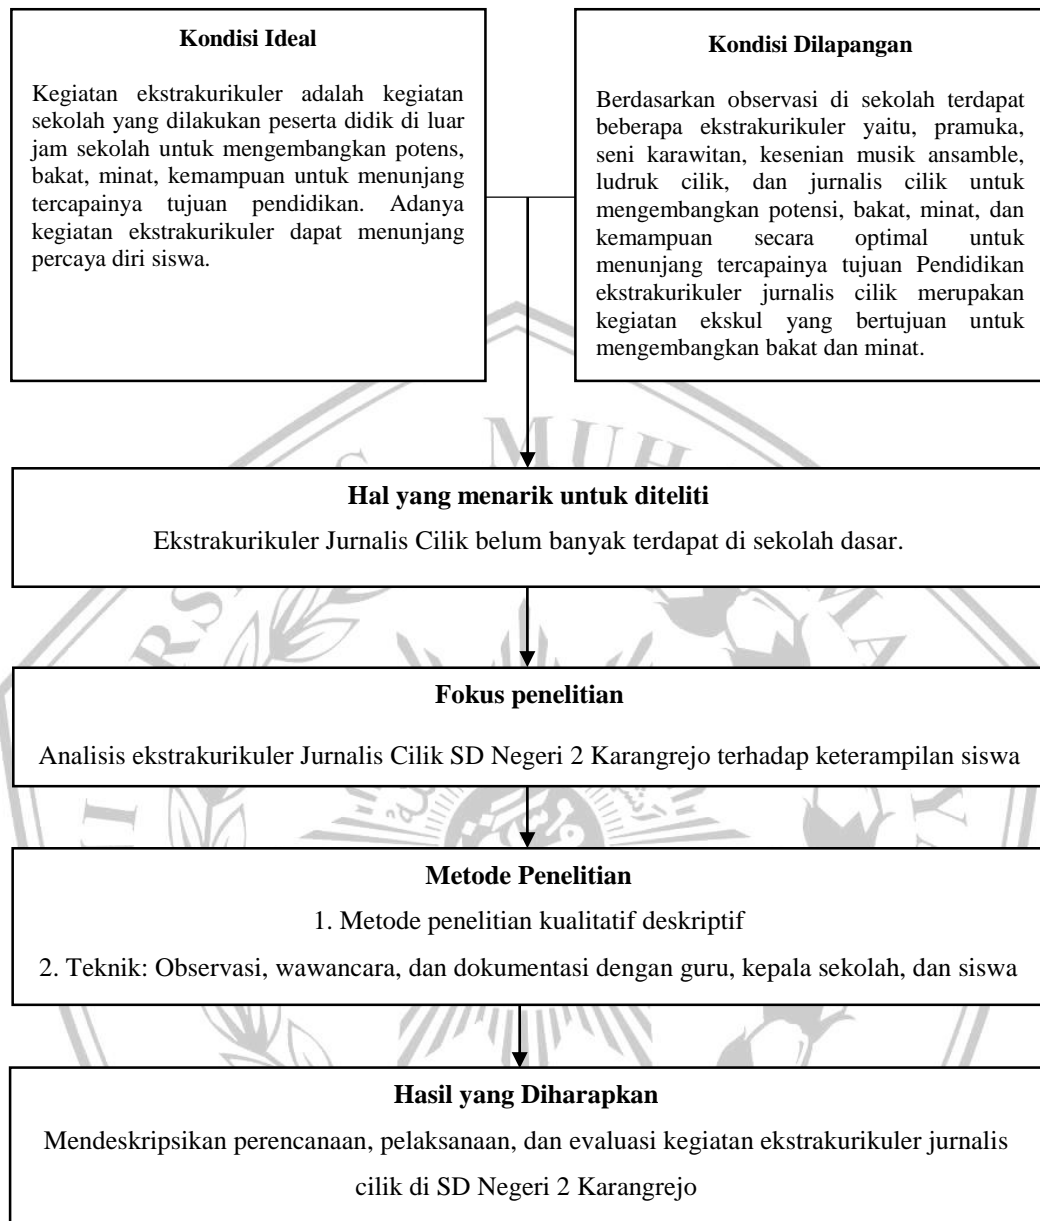 Kondisi Ideal
Kegiatan ekstrakurikuler adalah kegiatan
sekolah yang dilakukan peserta didik di luar
jam sekolah untuk mengembangkan potens,
bakat, minat, kemampuan untuk menunjang
tercapainya tujuan pendidikan. Adanya
kegiatan ekstrakurikuler dapat menunjang
percaya diri siswa.
Kondisi Dilapangan
Berdasarkan observasi di sekolah terdapat
beberapa ekstrakurikuler yaitu, pramuka,
seni karawitan, kesenian musik ansamble,
ludruk cilik, dan jurnalis cilik untuk
mengembangkan potensi, bakat, minat, dan
kemampuan secara optimal untuk
menunjang tercapainya tujuan Pendidikan
ekstrakurikuler jurnalis cilik merupakan
kegiatan ekskul yang bertujuan untuk
mengembangkan bakat dan minat.
Hal yang menarik untuk diteliti
Ekstrakurikuler Jurnalis Cilik belum banyak terdapat di sekolah dasar.
Fokus penelitian
Analisis ekstrakurikuler Jurnalis Cilik SD Negeri 2 Karangrejo terhadap keterampilan siswa
Metode Penelitian
1. Metode penelitian kualitatif deskriptif
2. Teknik: Observasi, wawancara, dan dokumentasi dengan guru, kepala sekolah, dan siswa
Hasil yang Diharapkan
Mendeskripsikan perencanaan, pelaksanaan, dan evaluasi kegiatan ekstrakurikuler jurnalis
cilik di SD Negeri 2 Karangrejo